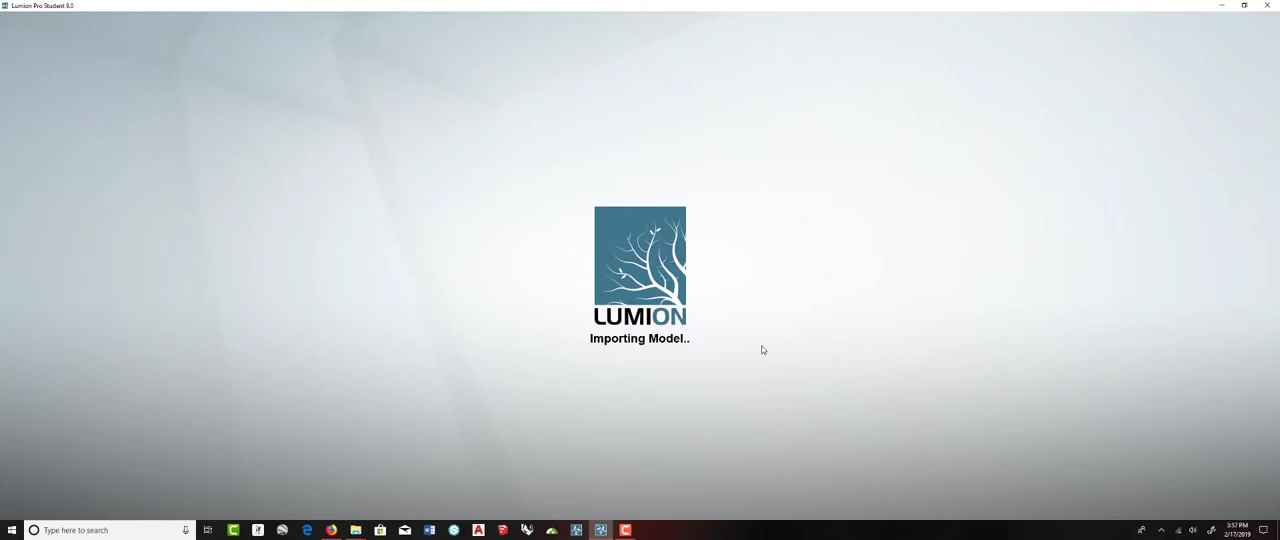 Lumion Pro Student 9.0
LUMION
Importing Model..
Type here to search
3:57 PM
2/17/2019